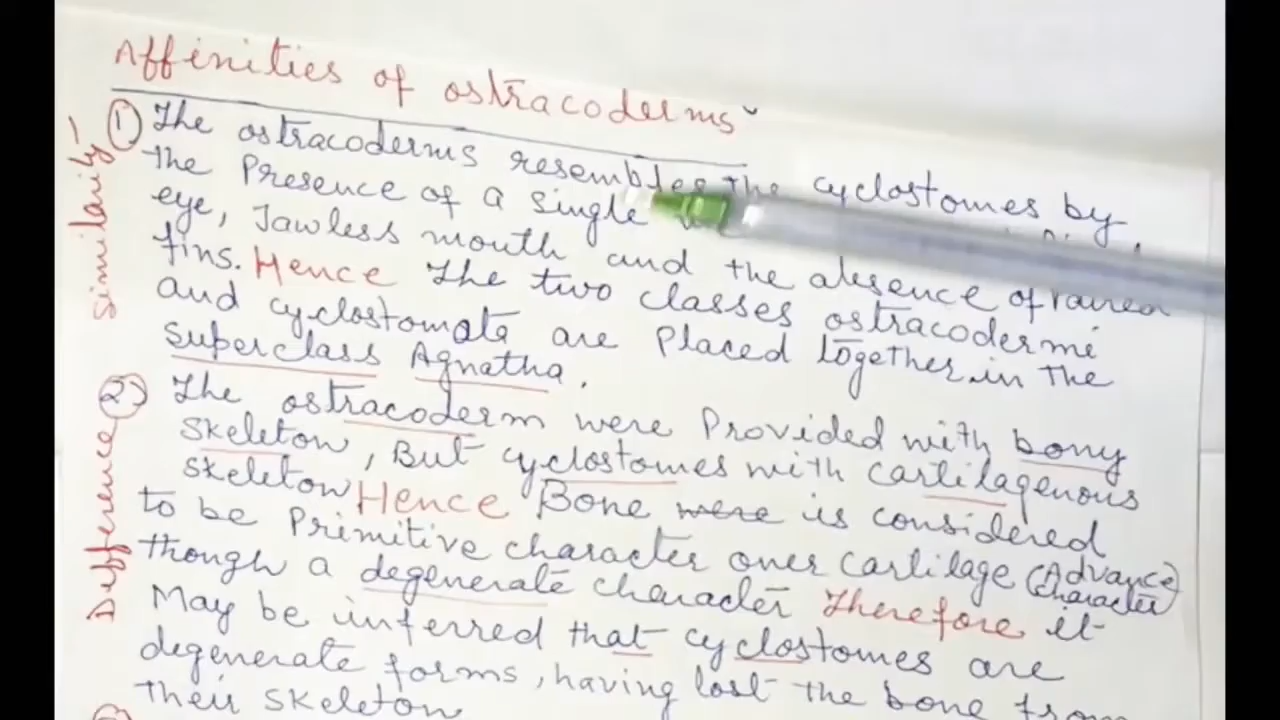 Affinities of ostracoderms
Similarity
① The ostracoderms resembles the cyclostomes by
the Presence of a single
eye, Jawless mouth and the absence of Paired
fins. Hence The two classes ostracodermi
and cyclostomata are Placed together in the
Superclass Agnatha.
Defference
② The ostracoderm were Provided with bony
skeleton, But cyclostomes with cartilagenous
skeleton Hence Bone were is considered
to be Primitive character over cartilage (Advance
character)
though a degenerate character Therefore it
May be inferred that cyclostomes are
degenerate forms, having lost the bone from
their skeleton